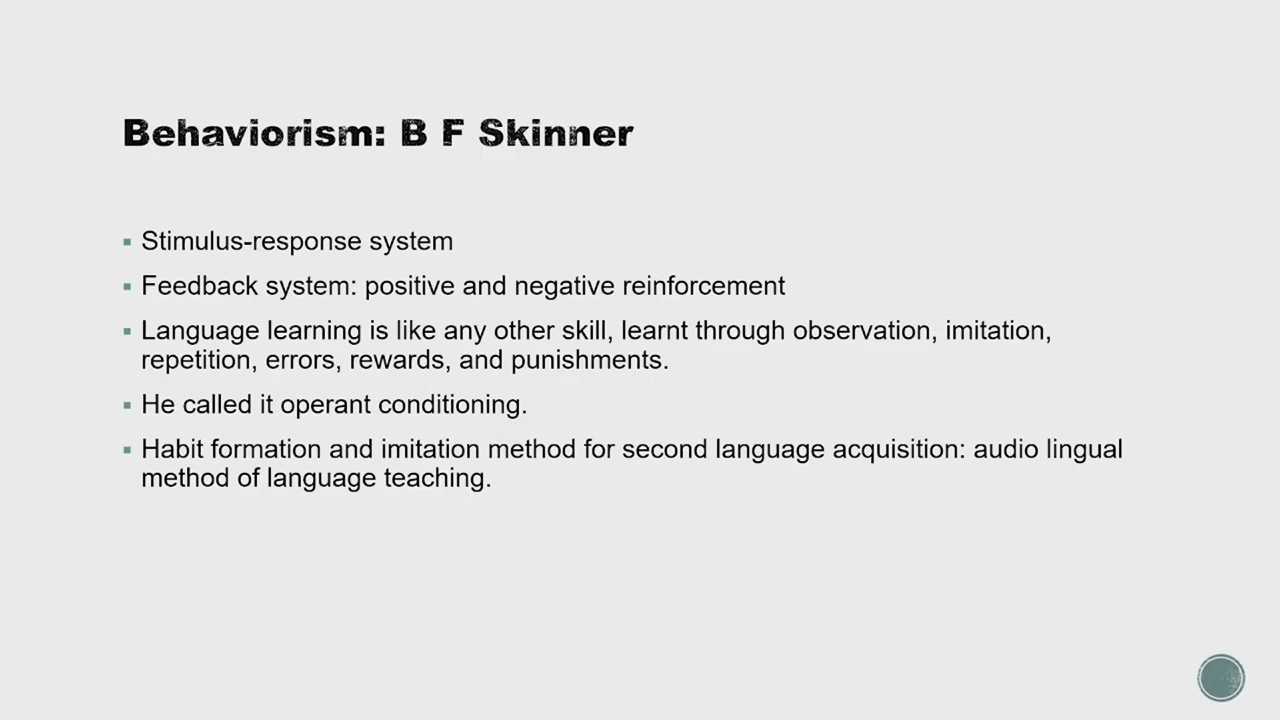 Behaviorism: B F Skinner
▪ Stimulus-response system
▪ Feedback system: positive and negative reinforcement
▪ Language learning is like any other skill, learnt through observation, imitation,
repetition, errors, rewards, and punishments.
▪ He called it operant conditioning.
▪ Habit formation and imitation method for second language acquisition: audio lingual
method of language teaching.